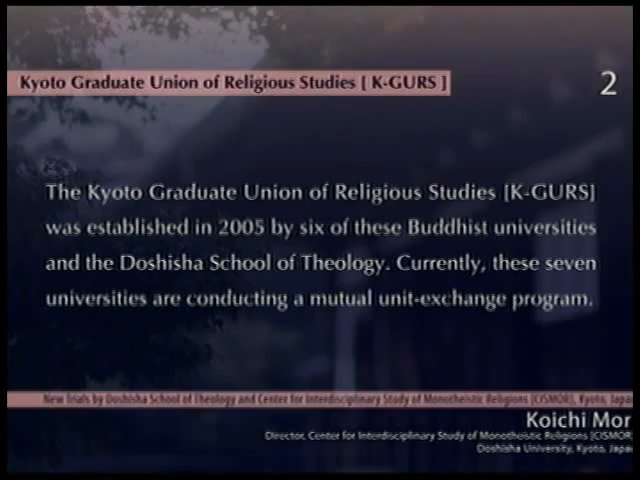 Kyoto Graduate Union of Religious Studies [ K-GURS ]
2
The Kyoto Graduate Union of Religious Studies [K-GURS]
was established in 2005 by six of these Buddhist universities
and the Doshisha School of Theology. Currently, these seven
universities are conducting a mutual unit-exchange program.
New Trials by Doshisha School of Theology and Center for Interdisciplinary Study of Monotheistic Religions [CISMOR], Kyoto, Japa
Koichi Mor
Director, Center for Interdisciplinary Study of Monotheistic Religions [CISMOR
Doshisha University, Kyoto, Japa